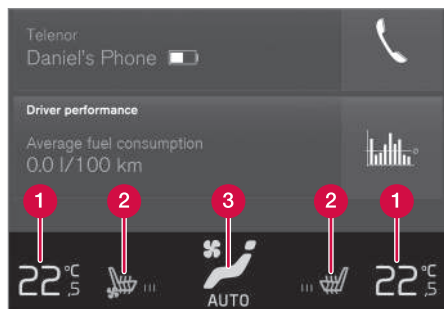 Telenor
Daniel's Phone
Driver performance
Average fuel consumption
0.0 l/100 km
1 2 3 2 1
22°C,5 22°C,5
AUTO